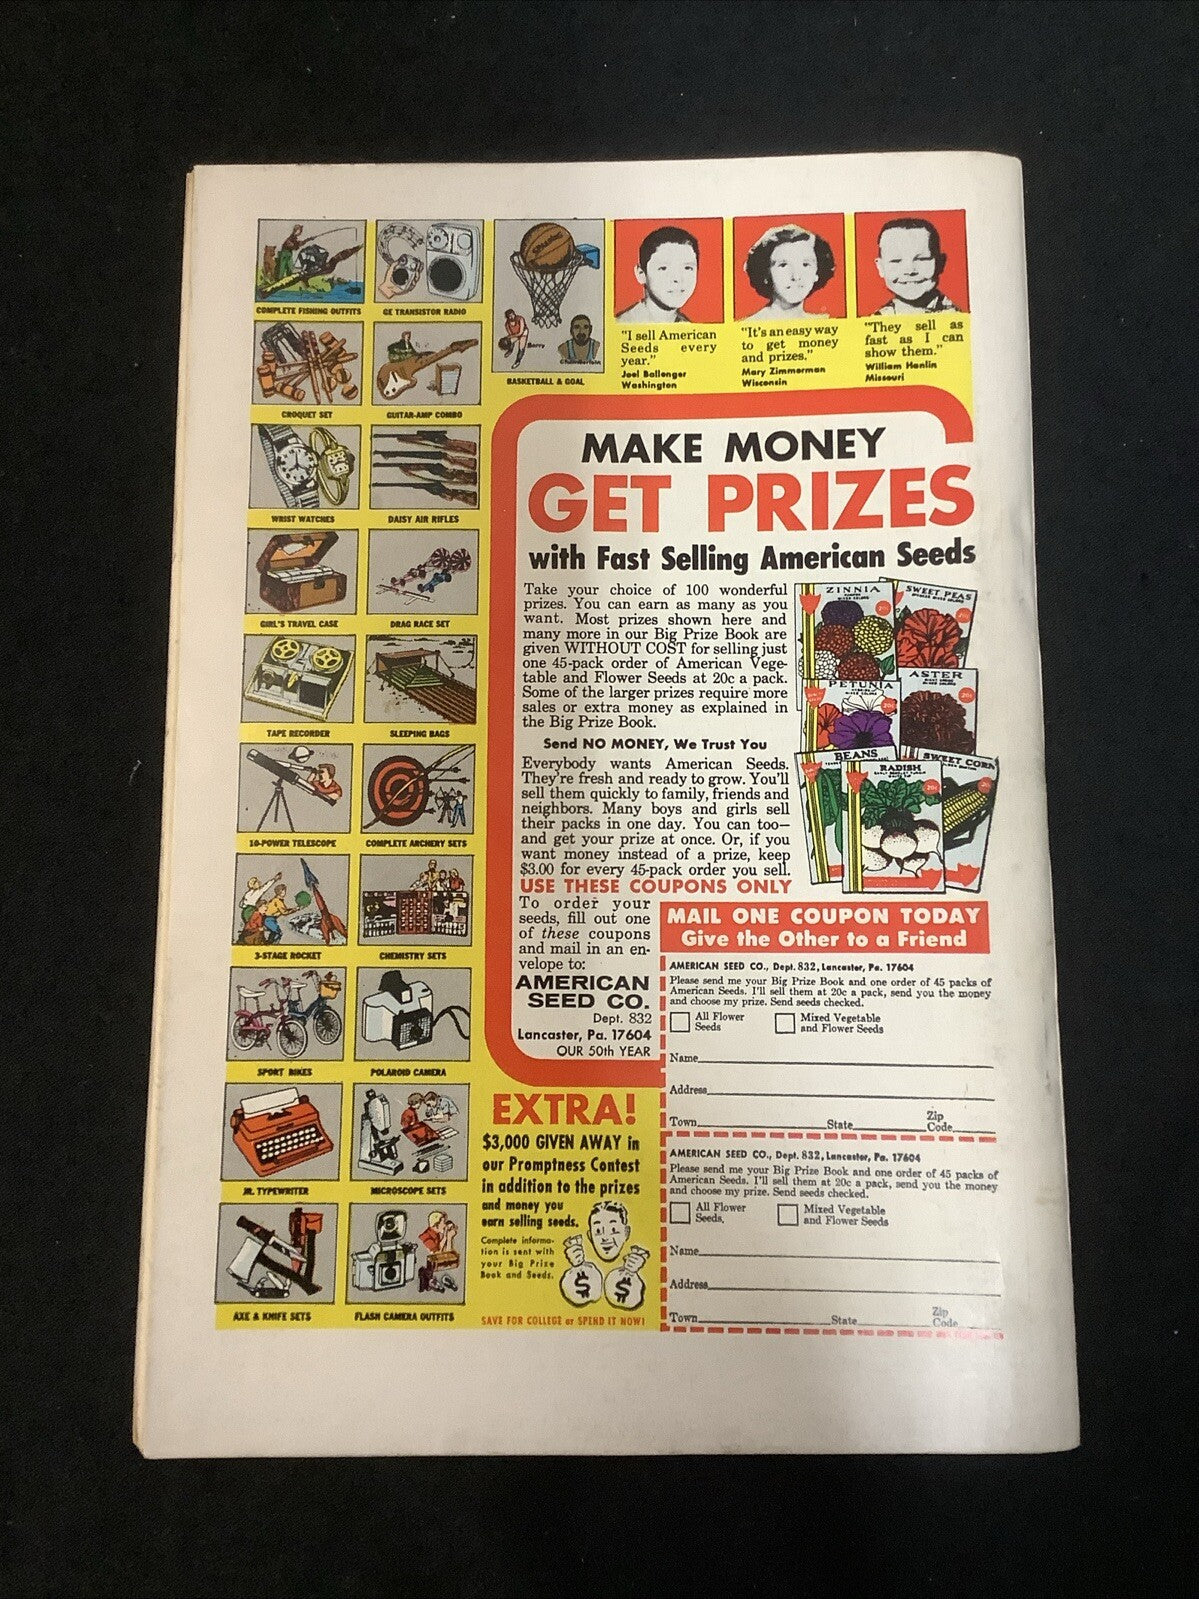 COMPLETE FISHING OUTFITS
GE TRANSISTOR RADIO
Barry
Chamberlain
BASKETBALL & GOAL
CROQUET SET
GUITAR-AMP COMBO
WRIST WATCHES
DAISY AIR RIFLES
GIRL'S TRAVEL CASE
DRAG RACE SET
TAPE RECORDER
SLEEPING BAGS
10-POWER TELESCOPE
COMPLETE ARCHERY SETS
3-STAGE ROCKET
CHEMISTRY SETS
SPORT BIKES
POLAROID CAMERA
JR. TYPEWRITER
MICROSCOPE SETS
AXE & KNIFE SETS
FLASH CAMERA OUTFITS
"I sell American
Seeds every
year."
Joel Ballenger
Washington
"It's an easy way
to get money
and prizes."
Mary Zimmerman
Wisconsin
"They sell as
fast as I can
show them."
William Hanlin
Missouri
MAKE MONEY
GET PRIZES
with Fast Selling American Seeds
Take your choice of 100 wonderful
prizes. You can earn as many as you
want. Most prizes shown here and
many more in our Big Prize Book are
given WITHOUT COST for selling just
one 45-pack order of American Vege-
table and Flower Seeds at 20c a pack.
Some of the larger prizes require more
sales or extra money as explained in
the Big Prize Book.
Send NO MONEY, We Trust You
Everybody wants American Seeds.
They're fresh and ready to grow. You'll
sell them quickly to family, friends and
neighbors. Many boys and girls sell
their packs in one day. You can too—
and get your prize at once. Or, if you
want money instead of a prize, keep
$3.00 for every 45-pack order you sell.
USE THESE COUPONS ONLY
To order your
seeds, fill out one
of these coupons
and mail in an en-
velope to:
AMERICAN
SEED CO.
Dept. 832
Lancaster, Pa. 17604
OUR 50th YEAR
ZINNIA
SWEET PEAS
PETUNIA
ASTER
BEANS
RADISH
SWEET CORN
20c
MAIL ONE COUPON TODAY
Give the Other to a Friend
AMERICAN SEED CO., Dept. 832, Lancaster, Pa. 17604
Please send me your Big Prize Book and one order of 45 packs of
American Seeds. I'll sell them at 20c a pack, send you the money
and choose my prize. Send seeds checked.
All Flower
Seeds
Mixed Vegetable
and Flower Seeds
Name
Address
Town State Zip Code
AMERICAN SEED CO., Dept. 832, Lancaster, Pa. 17604
Please send me your Big Prize Book and one order of 45 packs of
American Seeds. I'll sell them at 20c a pack, send you the money
and choose my prize. Send seeds checked.
All Flower
Seeds.
Mixed Vegetable
and Flower Seeds
Name
Address
Town State Zip Code
EXTRA!
$3,000 GIVEN AWAY in
our Promptness Contest
in addition to the prizes
and money you
earn selling seeds.
Complete informa-
tion is sent with
your Big Prize
Book and Seeds.
$ $
SAVE FOR COLLEGE or SPEND IT NOW!